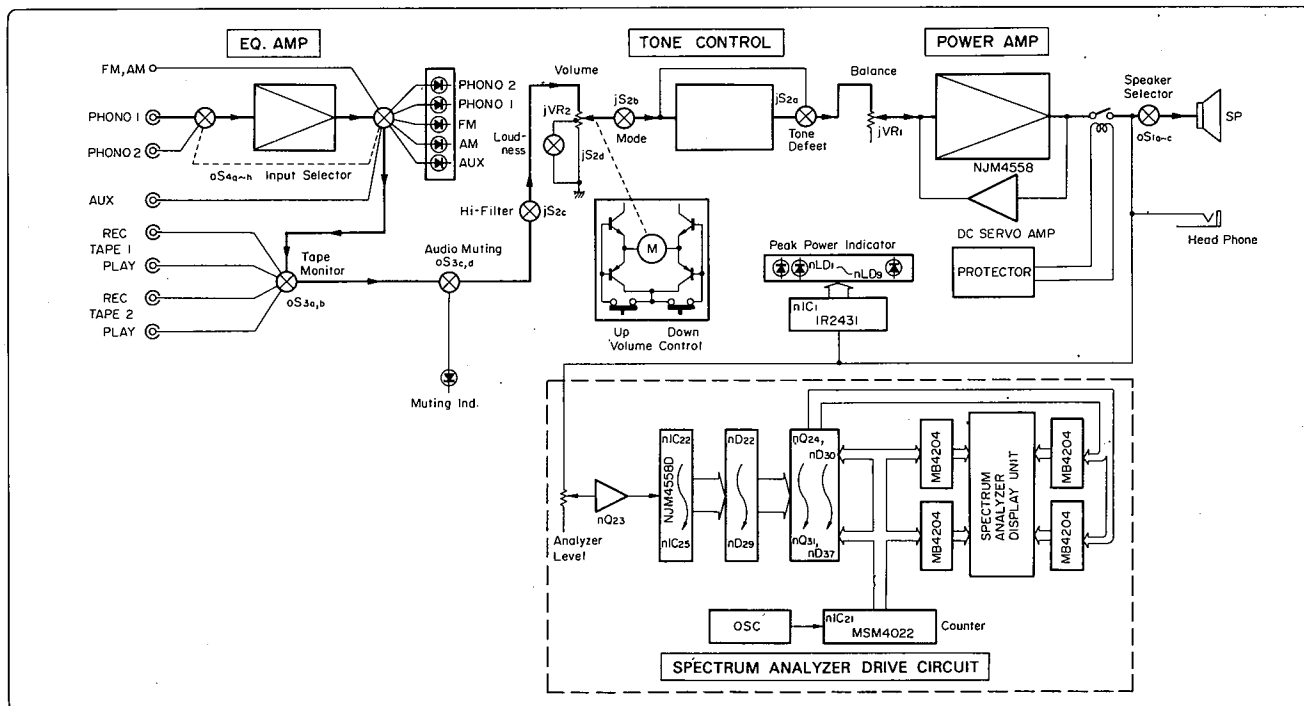 EQ. AMP
TONE CONTROL
POWER AMP
FM, AM
PHONO 1
PHONO 2
AUX
REC
TAPE 1
PLAY
REC
TAPE 2
PLAY
oS4a~h Input Selector
PHONO 2
PHONO 1
FM
AM
AUX
Tape
Monitor
oS3a,b
Audio Muting
oS3c,d
Muting Ind.
Hi-Filter
jS2c
Volume
jVR2
Loud-
ness
jS2d
jS2b
Mode
jS2a
Tone
Defeet
Balance
jVR1
NJM4558
DC SERVO AMP
PROTECTOR
Speaker
Selector
oS1a~c
SP
Head Phone
M
Up Down
Volume Control
Peak Power Indicator
nLD1 nLD9
nIC1
IR2431
Analyzer
Level
nQ23
nIC22
NJM4558D
nIC25
nD22
nD29
nQ24,
nD30
nQ31,
nD37
MB4204
MB4204
SPECTRUM
ANALYZER
DISPLAY UNIT
MB4204
MB4204
OSC
nIC21
MSM4022
Counter
SPECTRUM ANALYZER DRIVE CIRCUIT